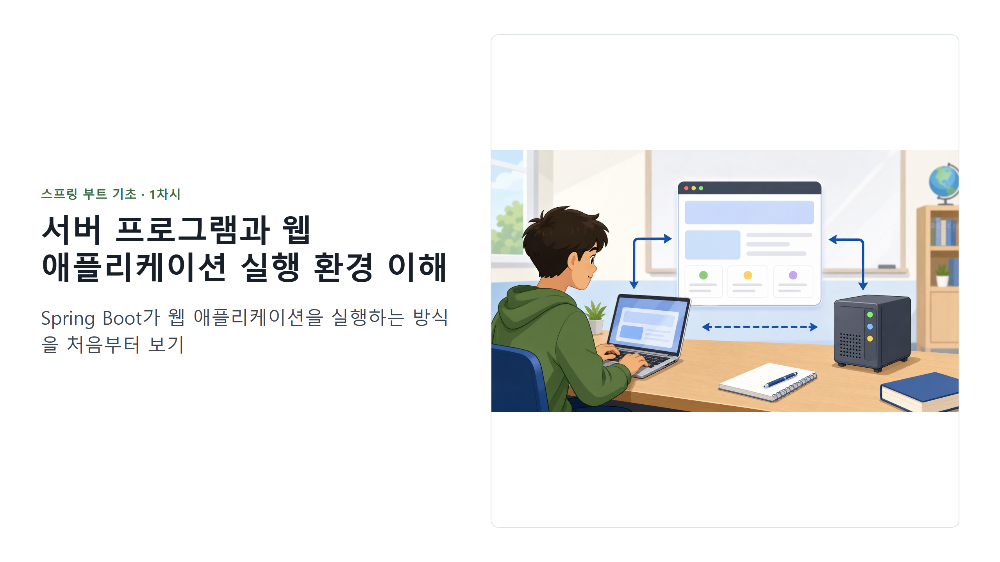 스프링 부트 기초 · 1차시
서버 프로그램과 웹
애플리케이션 실행 환경 이해
Spring Boot가 웹 애플리케이션을 실행하는 방식
을 처음부터 보기